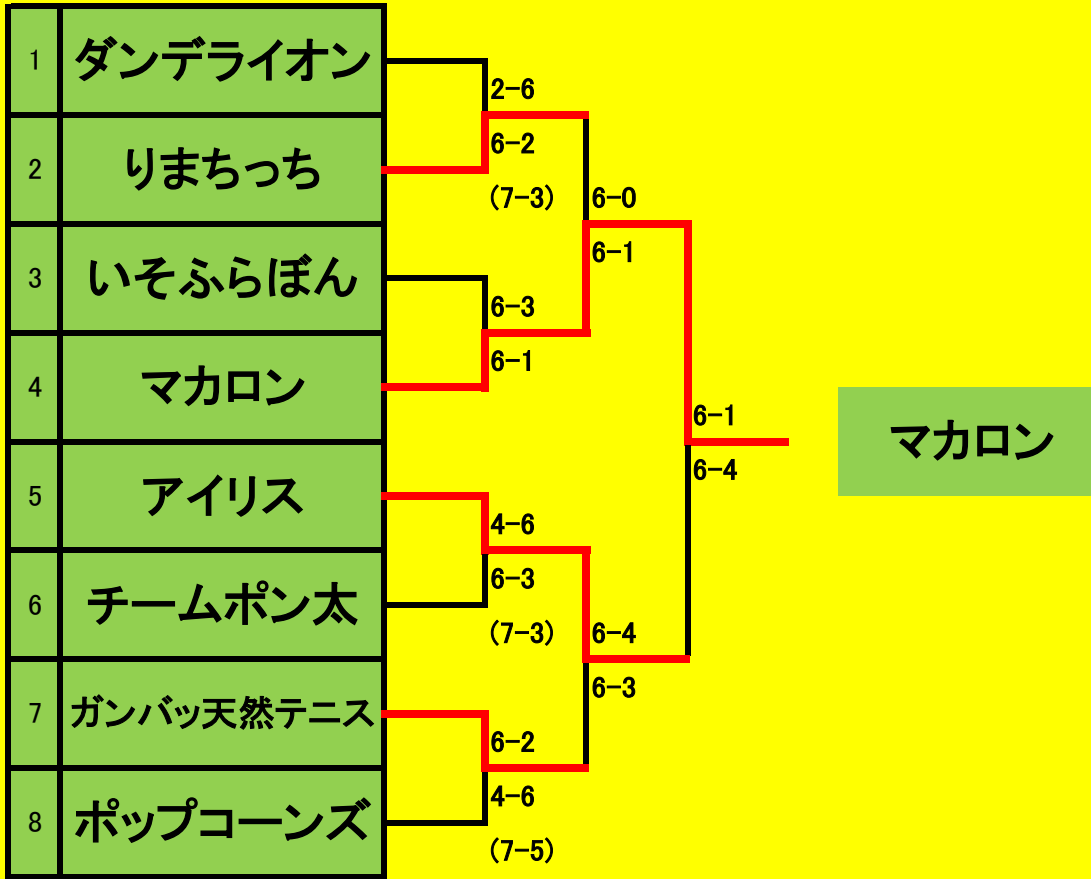 1 ダンデライオン
2-6
2 りまちっち
6-2
(7-3)
6-0
6-1
3 いそふらぼん
6-3
4 マカロン
6-1
6-1
マカロン
6-4
5 アイリス
4-6
6 チームポン太
6-3
(7-3)
6-4
6-3
7 ガンバッ天然テニス
6-2
8 ポップコーンズ
4-6
(7-5)